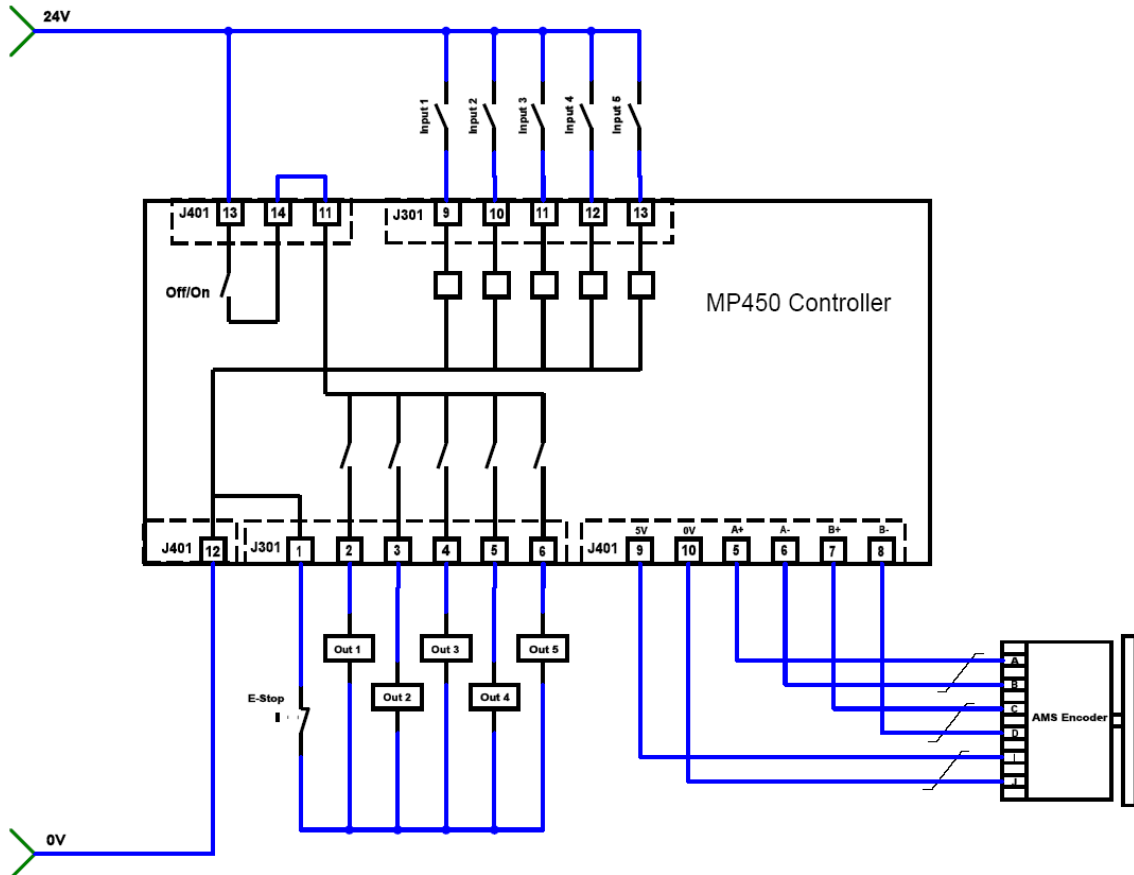 24V
Input 1
Input 2
Input 3
Input 4
Input 5
J401 13 14 11
J301 9 10 11 12 13
Off/On
MP450 Controller
5V 0V A+ A- B+ B-
J401 12
J301 1 2 3 4 5 6
J401 9 10 5 6 7 8
Out 1 Out 3 Out 5
Out 2 Out 4
E-Stop
A
B
C
D
I
J
AMS Encoder
0V